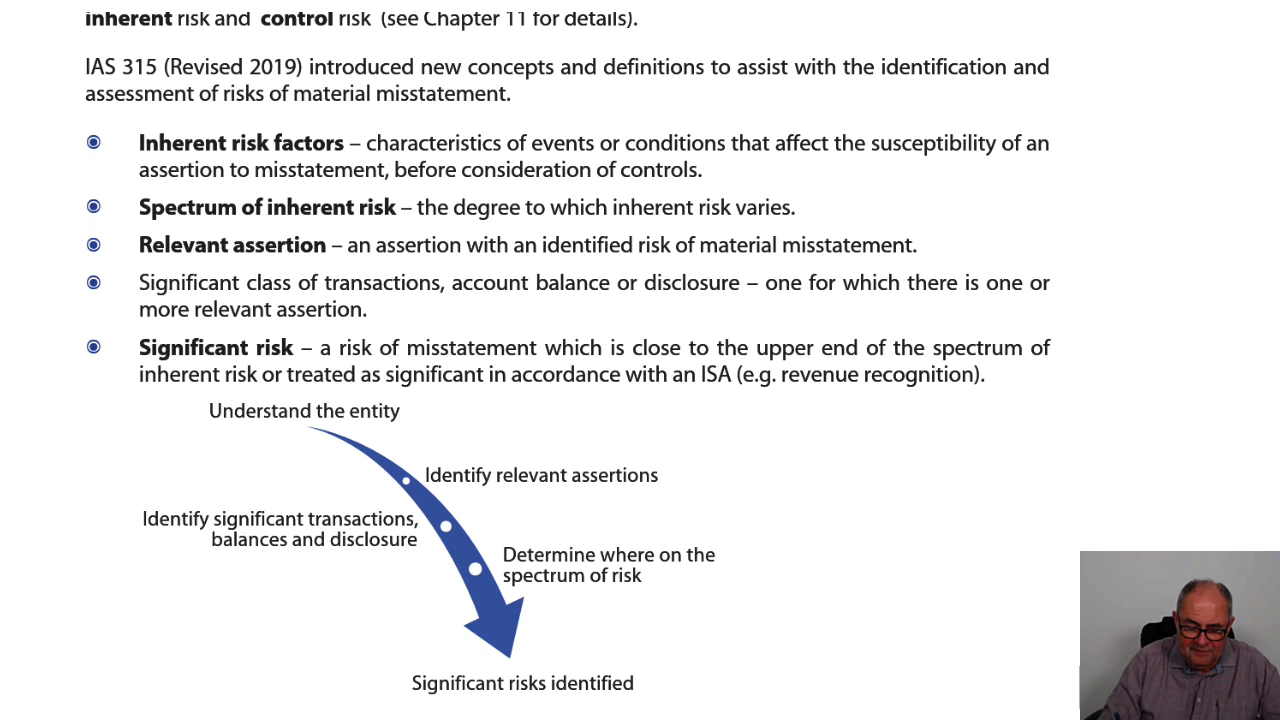 inherent risk and control risk (see Chapter 11 for details).
IAS 315 (Revised 2019) introduced new concepts and definitions to assist with the identification and
assessment of risks of material misstatement.
Inherent risk factors – characteristics of events or conditions that affect the susceptibility of an
assertion to misstatement, before consideration of controls.
Spectrum of inherent risk – the degree to which inherent risk varies.
Relevant assertion – an assertion with an identified risk of material misstatement.
Significant class of transactions, account balance or disclosure – one for which there is one or
more relevant assertion.
Significant risk – a risk of misstatement which is close to the upper end of the spectrum of
inherent risk or treated as significant in accordance with an ISA (e.g. revenue recognition).
Understand the entity
Identify relevant assertions
Identify significant transactions,
balances and disclosure
Determine where on the
spectrum of risk
Significant risks identified